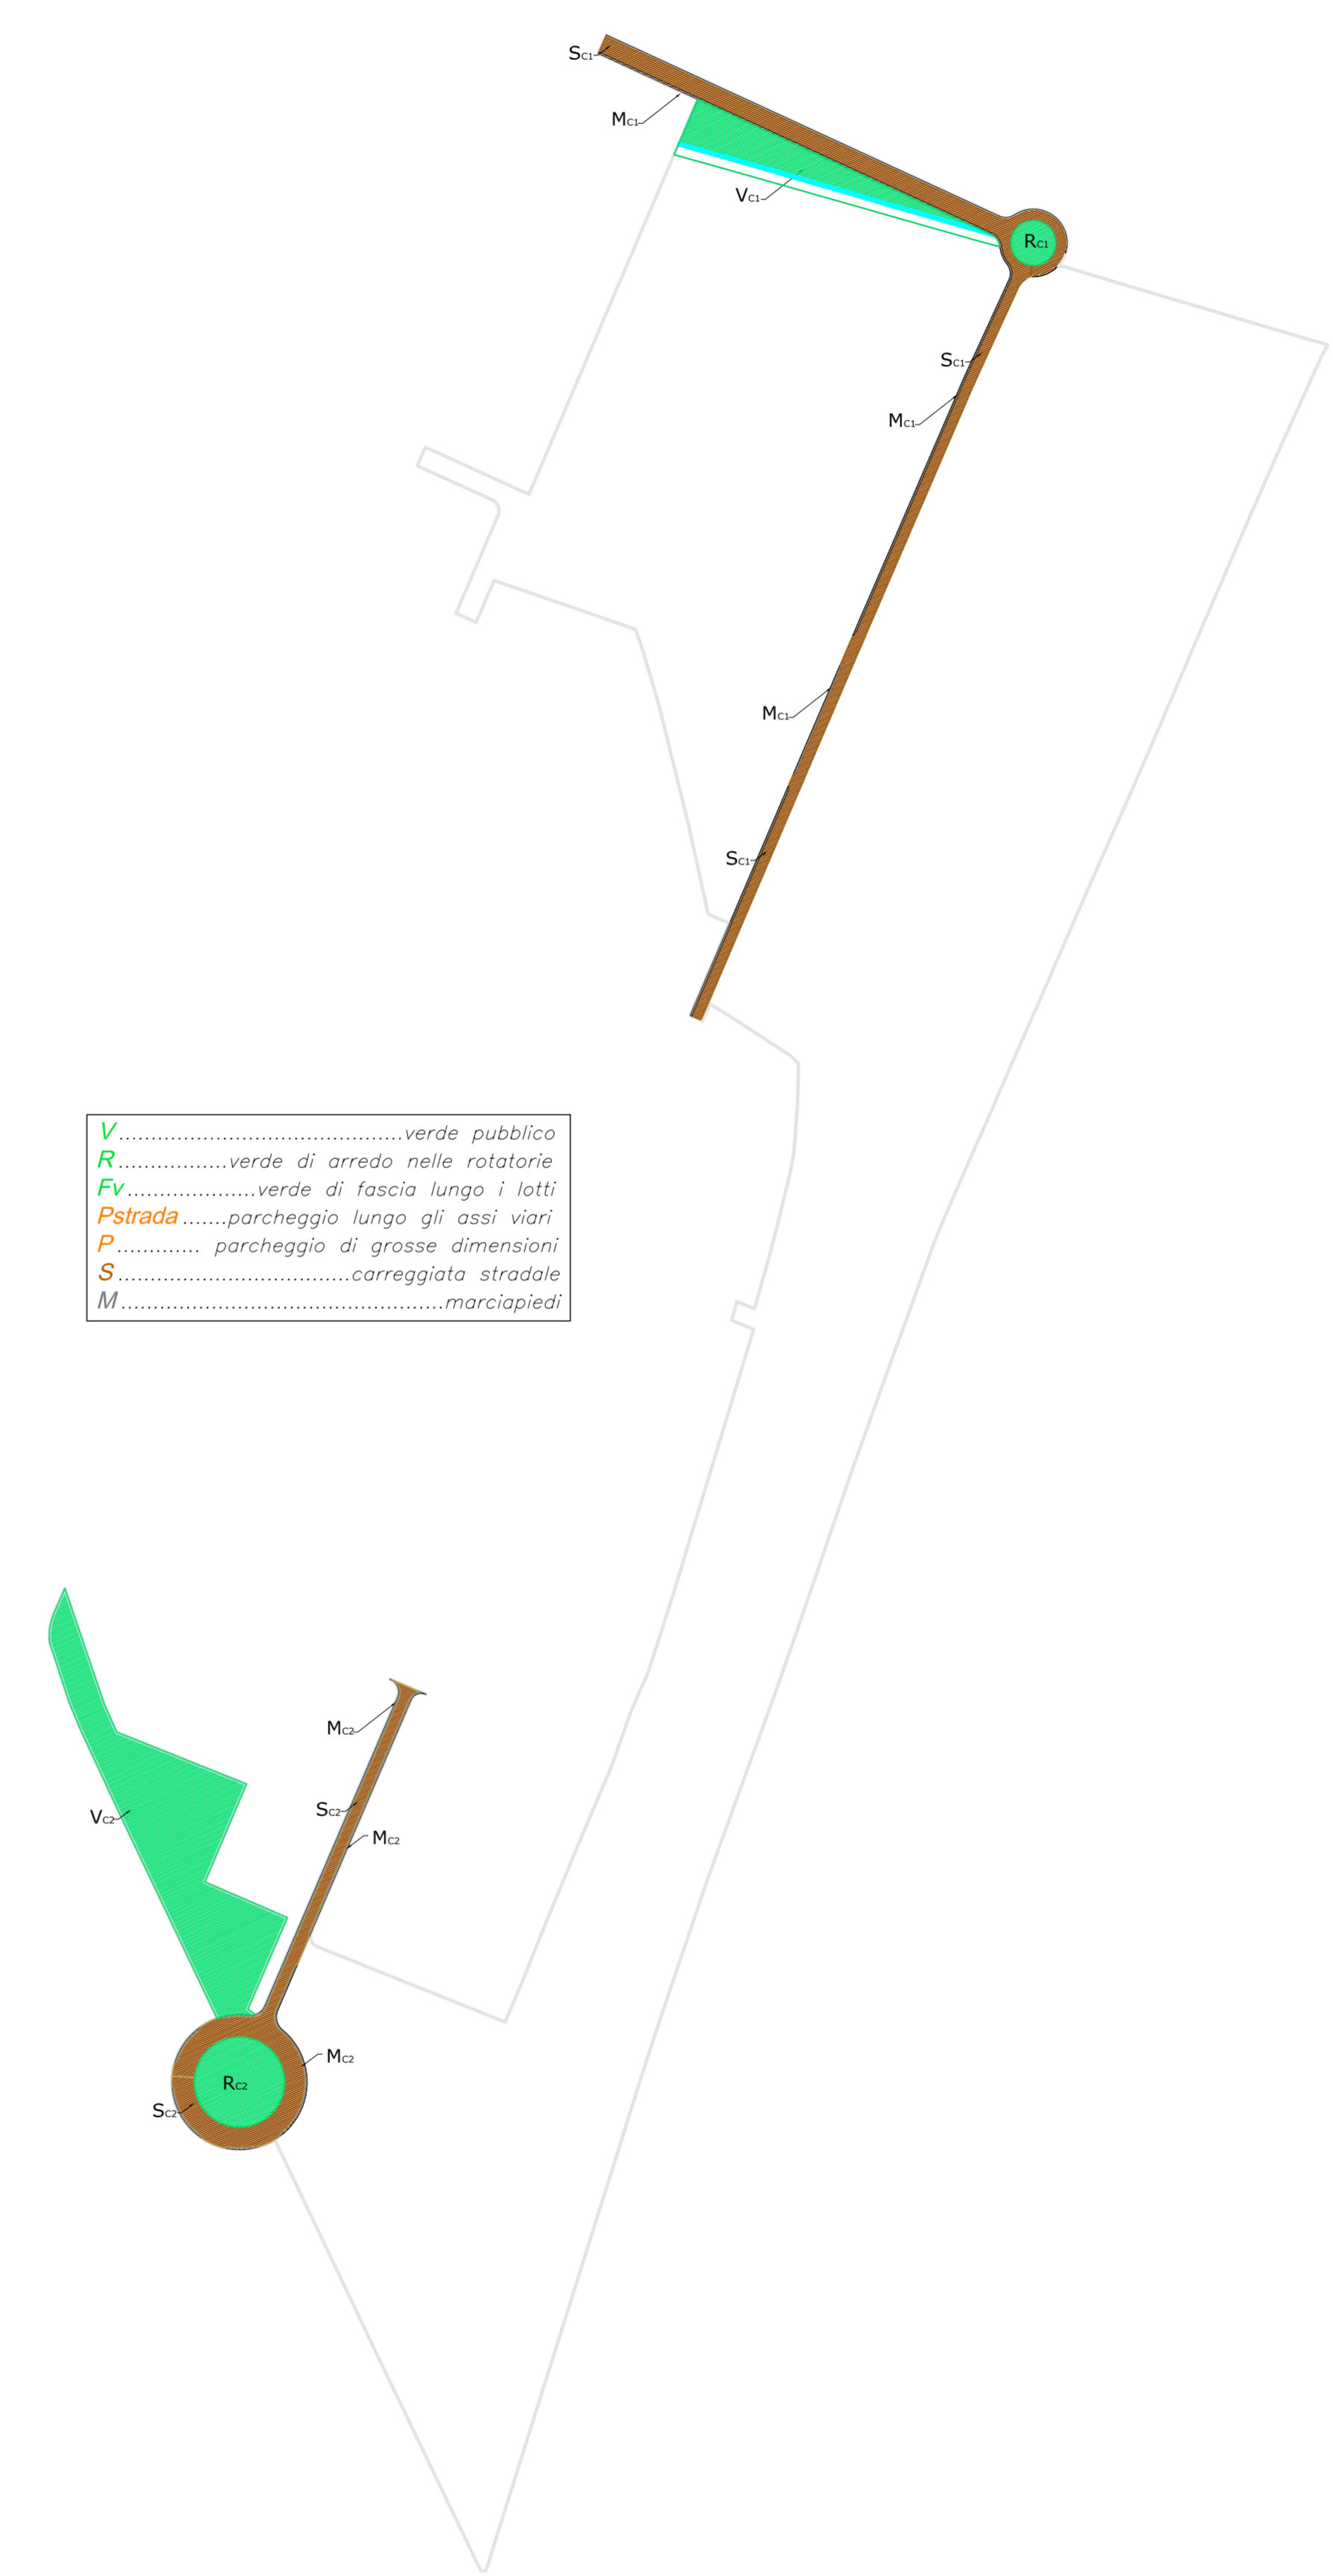 SC1
MC1
VC1
RC1
SC1
MC1
MC1
SC1
V............................................verde pubblico
R.................verde di arredo nelle rotatorie
Fv....................verde di fascia lungo i lotti
Pstrada.......parcheggio lungo gli assi viari
P............. parcheggio di grosse dimensioni
S....................................carreggiata stradale
M..................................................marciapiedi
MC2
SC2
VC2
MC2
MC2
RC2
SC2